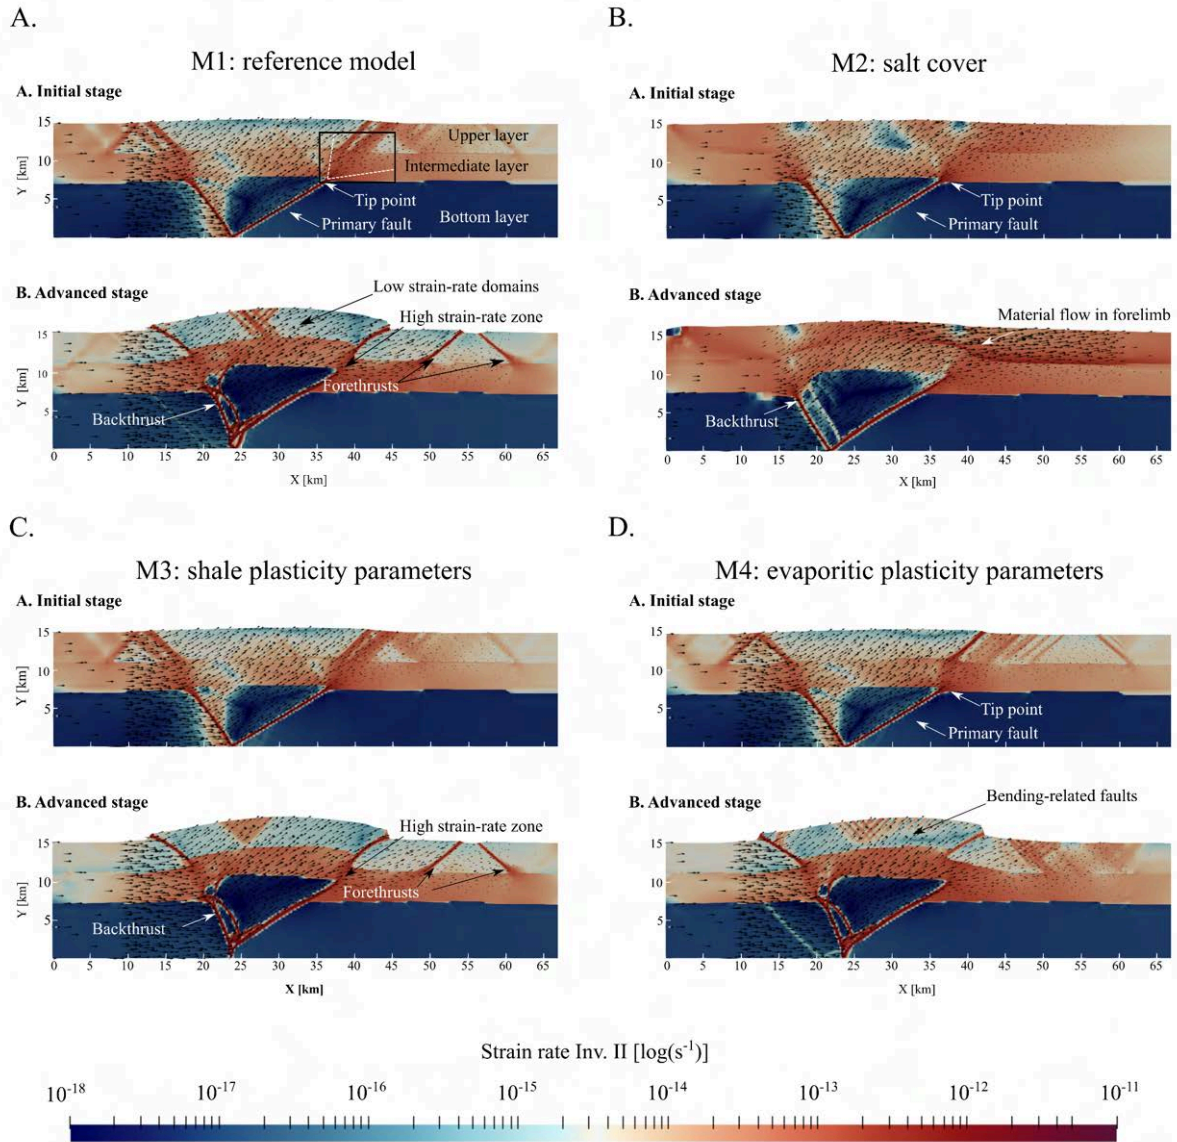 A.
M1: reference model
A. Initial stage
15
10
5
Y [km]
Upper layer
Intermediate layer
Tip point
Primary fault
Bottom layer
B. Advanced stage
Low strain-rate domains
High strain-rate zone
Forethrusts
Backthrust
15
10
5
Y [km]
0 5 10 15 20 25 30 35 40 45 50 55 60 65
X [km]
B.
M2: salt cover
A. Initial stage
15
10
5
Y [km]
Tip point
Primary fault
B. Advanced stage
Material flow in forelimb
Backthrust
15
10
5
Y [km]
0 5 10 15 20 25 30 35 40 45 50 55 60 65
X [km]
C.
M3: shale plasticity parameters
A. Initial stage
15
10
5
Y [km]
B. Advanced stage
High strain-rate zone
Forethrusts
Backthrust
15
10
5
Y [km]
0 5 10 15 20 25 30 35 40 45 50 55 60 65
X [km]
D.
M4: evaporitic plasticity parameters
A. Initial stage
15
10
5
Y [km]
Tip point
Primary fault
B. Advanced stage
Bending-related faults
15
10
5
Y [km]
0 5 10 15 20 25 30 35 40 45 50 55 60 65
X [km]
Strain rate Inv. II [log(s⁻¹)]
10⁻¹⁸ 10⁻¹⁷ 10⁻¹⁶ 10⁻¹⁵ 10⁻¹⁴ 10⁻¹³ 10⁻¹² 10⁻¹¹